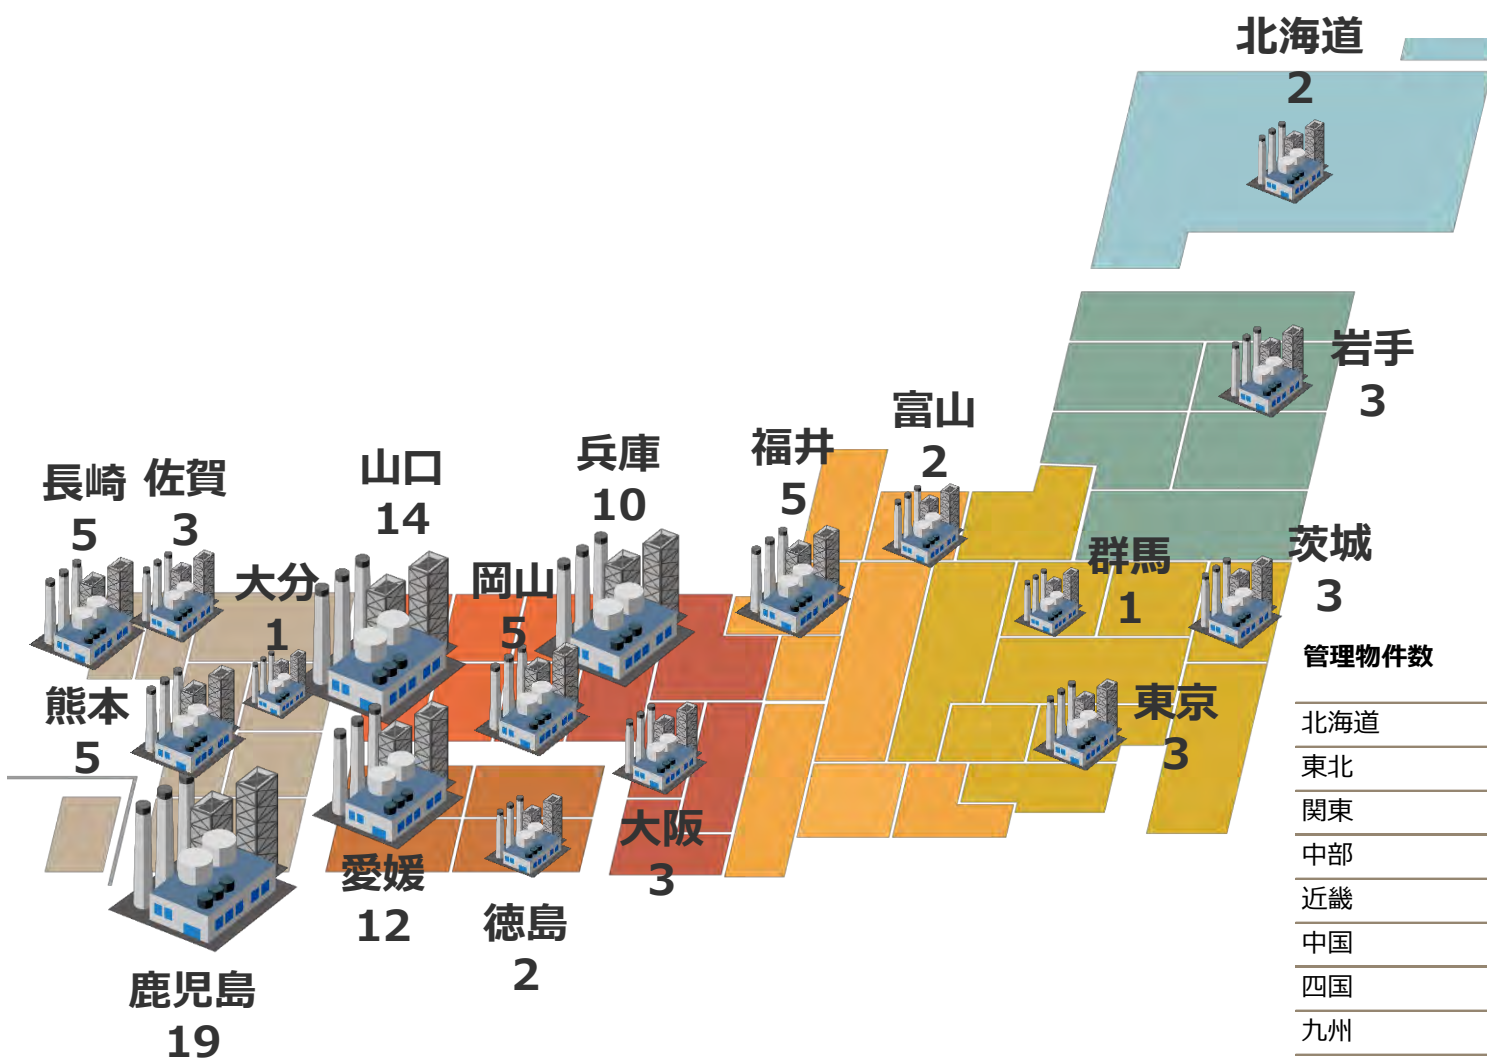 北海道
2
岩手
3
富山
2
福井
5
兵庫
10
山口
14
佐賀
3
長崎
5
大分
1
岡山
5
群馬
1
茨城
3
熊本
5
東京
3
大阪
3
愛媛
12
徳島
2
鹿児島
19
管理物件数
北海道
東北
関東
中部
近畿
中国
四国
九州